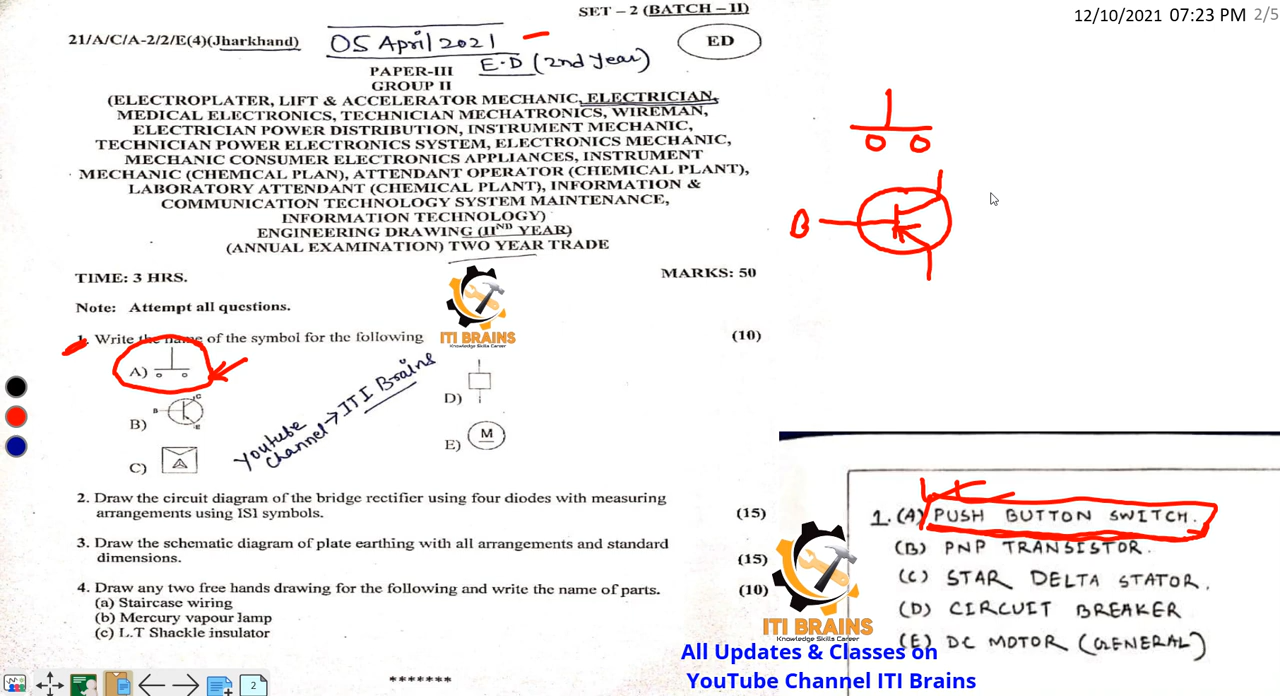 SET – 2 (BATCH – II)
12/10/2021 07:23 PM 2/5
21/A/C/A-2/2/E(4)(Jharkhand)
05 April 2021
ED
E.D (2nd Year)
PAPER-III
GROUP II
(ELECTROPLATER, LIFT & ACCELERATOR MECHANIC, ELECTRICIAN,
MEDICAL ELECTRONICS, TECHNICIAN MECHATRONICS, WIREMAN,
ELECTRICIAN POWER DISTRIBUTION, INSTRUMENT MECHANIC,
TECHNICIAN POWER ELECTRONICS SYSTEM, ELECTRONICS MECHANIC,
MECHANIC CONSUMER ELECTRONICS APPLIANCES, INSTRUMENT
MECHANIC (CHEMICAL PLAN), ATTENDANT OPERATOR (CHEMICAL PLANT),
LABORATORY ATTENDANT (CHEMICAL PLANT), INFORMATION &
COMMUNICATION TECHNOLOGY SYSTEM MAINTENANCE,
INFORMATION TECHNOLOGY)
ENGINEERING DRAWING (IIND YEAR)
(ANNUAL EXAMINATION) TWO YEAR TRADE
TIME: 3 HRS.
MARKS: 50
Note: Attempt all questions.
ITI BRAINS
Knowledge Skills Career
1. Write the name of the symbol for the following
(10)
A)
B)
B
C
E
C)
D)
E)
M
Youtube
channel → ITI Brains
2. Draw the circuit diagram of the bridge rectifier using four diodes with measuring
arrangements using ISI symbols.
(15)
3. Draw the schematic diagram of plate earthing with all arrangements and standard
dimensions.
(15)
4. Draw any two free hands drawing for the following and write the name of parts.
(10)
(a) Staircase wiring
(b) Mercury vapour lamp
(c) L.T Shackle insulator
*******
B
1. (A) PUSH BUTTON SWITCH.
(B) PNP TRANSISTOR.
(C) STAR DELTA STATOR.
(D) CIRCUIT BREAKER
(E) DC MOTOR (GENERAL)
ITI BRAINS
Knowledge Skills Career
All Updates & Classes on
YouTube Channel ITI Brains
2